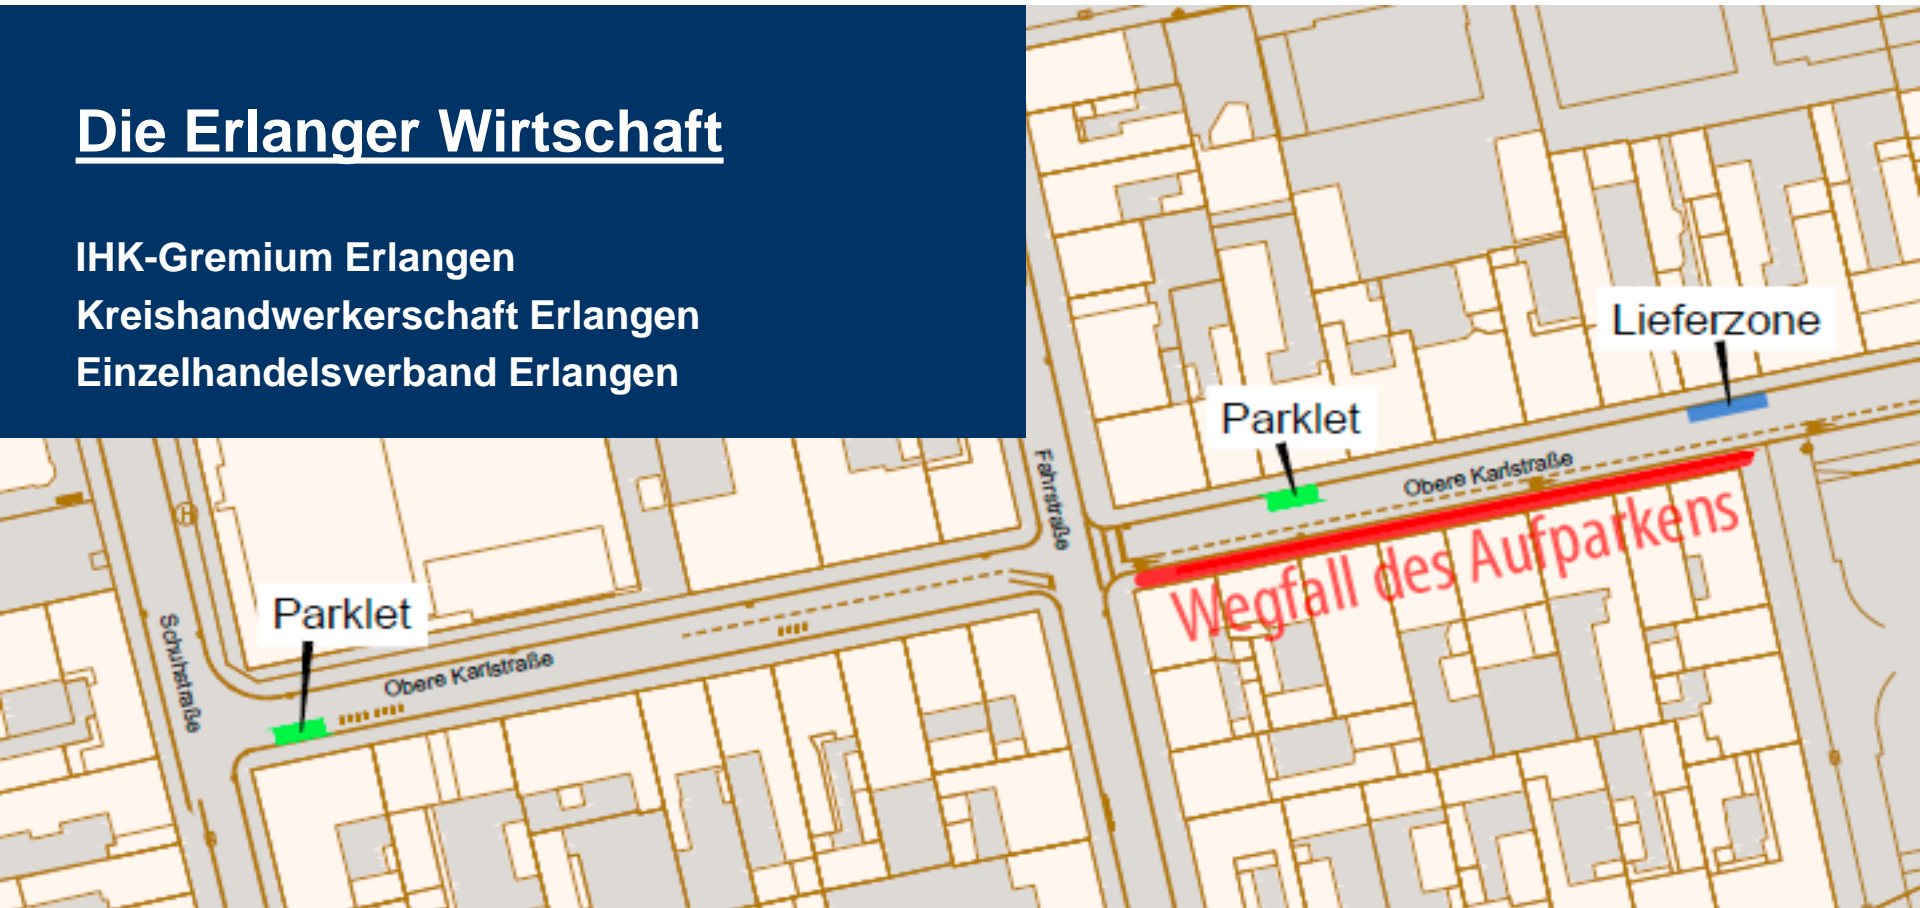 Die Erlanger Wirtschaft
IHK-Gremium Erlangen
Kreishandwerkerschaft Erlangen
Einzelhandelsverband Erlangen
Lieferzone
Parklet
Obere Karlstraße
Wegfall des Aufparkens
Fahrstraße
Parklet
Obere Karlstraße
Schuhstraße
H